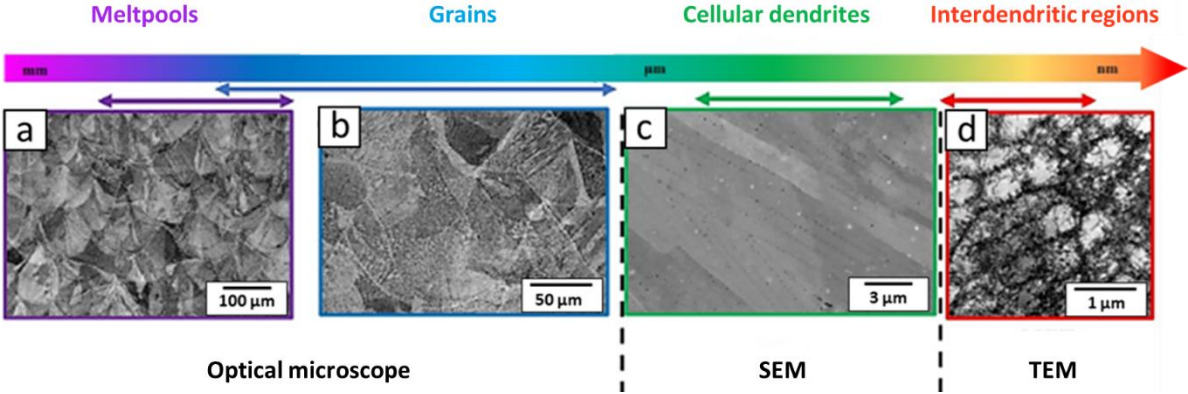 Meltpools Grains Cellular dendrites Interdendritic regions
mm µm nm
a b c d
100 µm 50 µm 3 µm 1 µm
Optical microscope SEM TEM